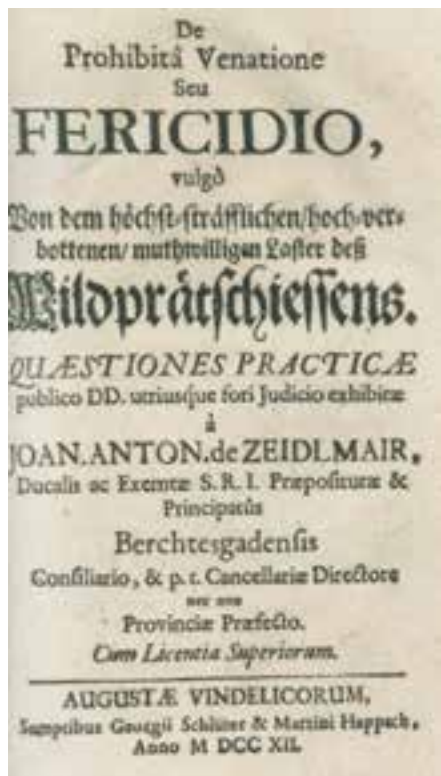 De
Prohibitâ Venatione
Seu
FERICIDIO,
vulgò
Von dem höchst-sträfflichen/hoch-ver-
bottenen/ muthwilligen Laster deß
Wildprätschiessens.
QUÆSTIONES PRACTICÆ
publico DD. utriusque fori Judicio exhibitæ
à
JOAN. ANTON. de ZEIDLMAIR,
Ducalis ac Exemtæ S. R. I. Præposituræ &
Principatûs
Berchtesgadensis
Consiliario, & p. t. Cancellariæ Directore
nec non
Provinciæ Præfecto.
Cum Licentia Superiorum.
AUGUSTÆ VINDELICORUM,
Sumptibus Georgii Schlüter & Martini Happach,
Anno M DCC XII.